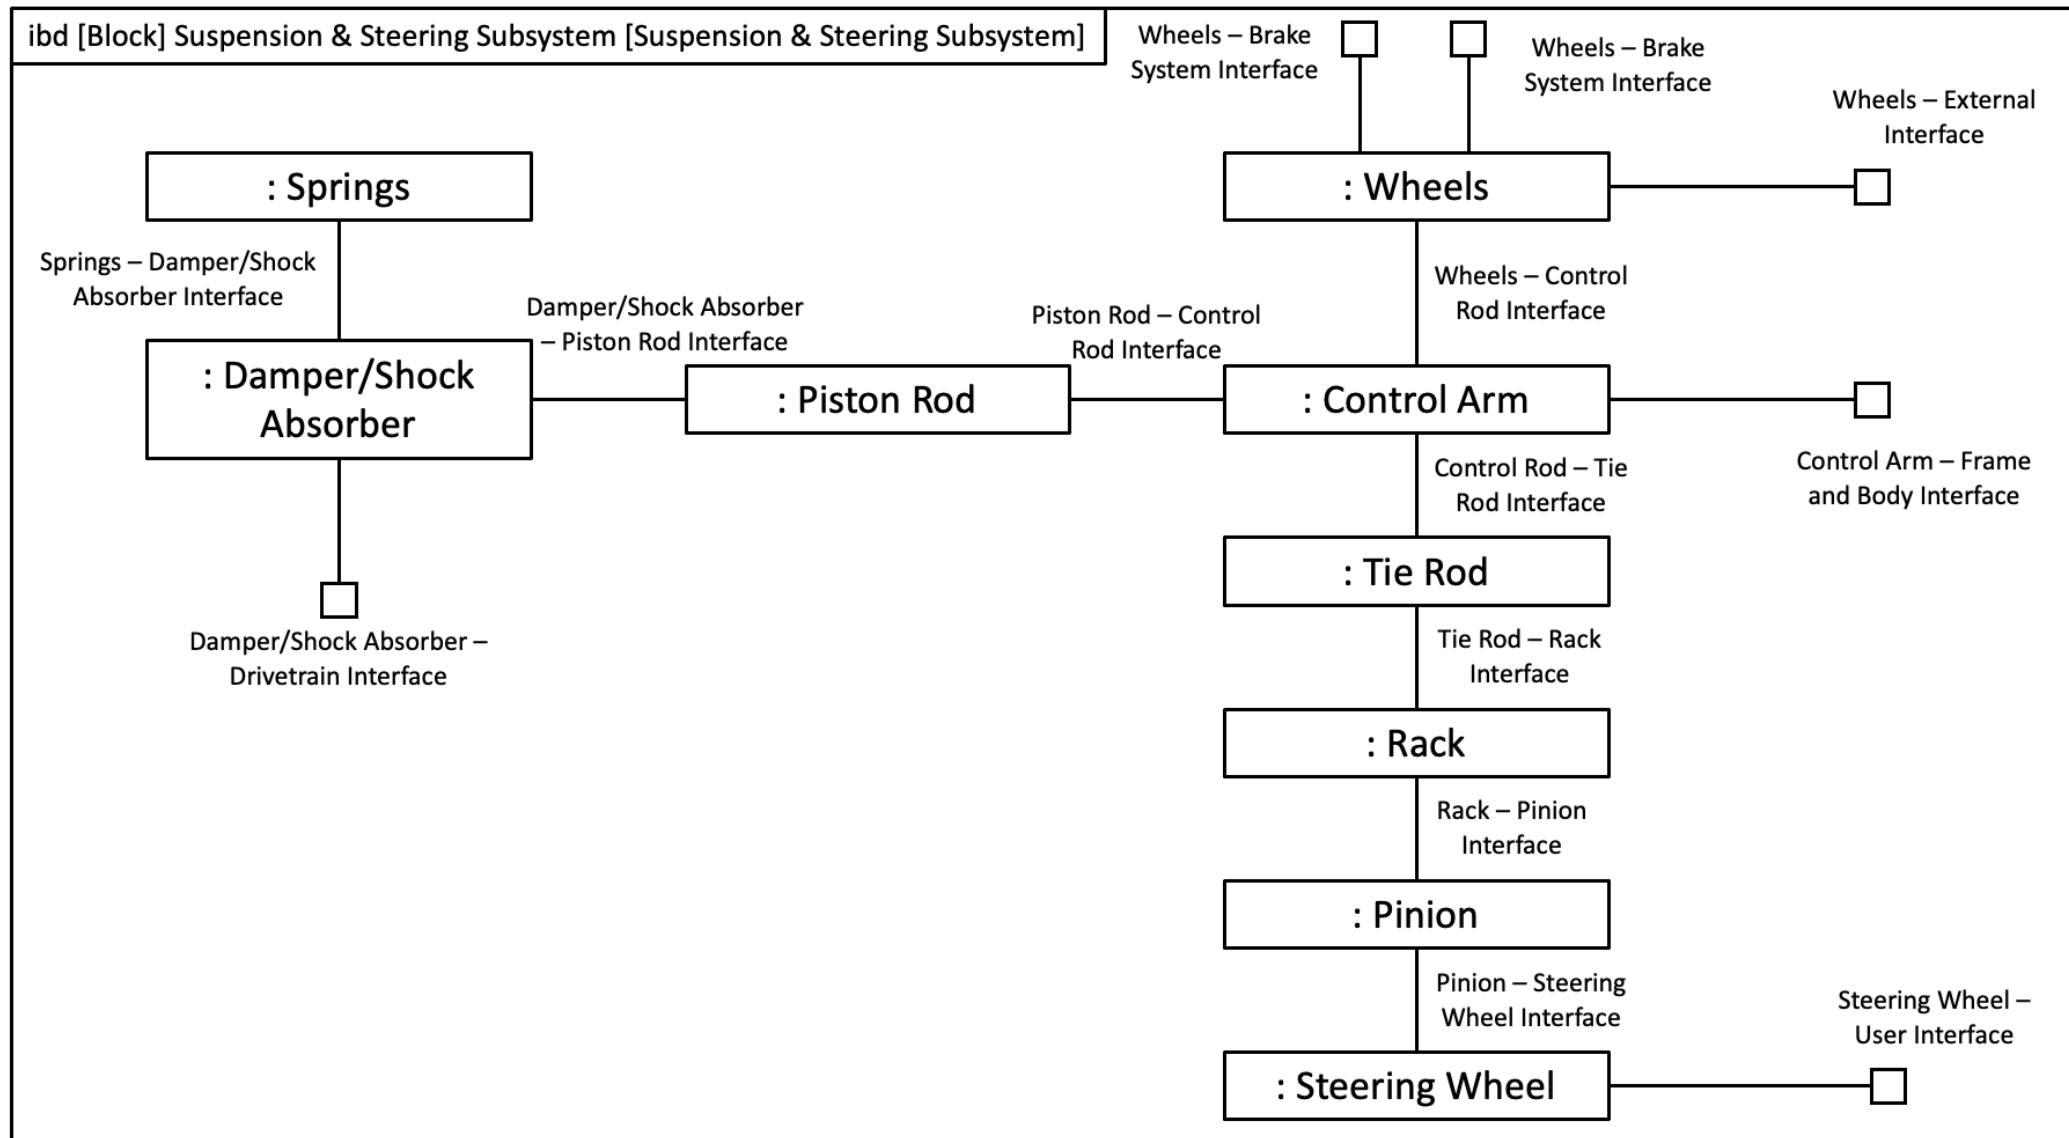 ibd [Block] Suspension & Steering Subsystem [Suspension & Steering Subsystem]
Wheels – Brake
System Interface
Wheels – Brake
System Interface
Wheels – External
Interface
: Springs
: Wheels
Springs – Damper/Shock
Absorber Interface
Damper/Shock Absorber
– Piston Rod Interface
Piston Rod – Control
Rod Interface
Wheels – Control
Rod Interface
: Damper/Shock
Absorber
: Piston Rod
: Control Arm
Control Rod – Tie
Rod Interface
Control Arm – Frame
and Body Interface
: Tie Rod
Damper/Shock Absorber –
Drivetrain Interface
Tie Rod – Rack
Interface
: Rack
Rack – Pinion
Interface
: Pinion
Pinion – Steering
Wheel Interface
Steering Wheel –
User Interface
: Steering Wheel